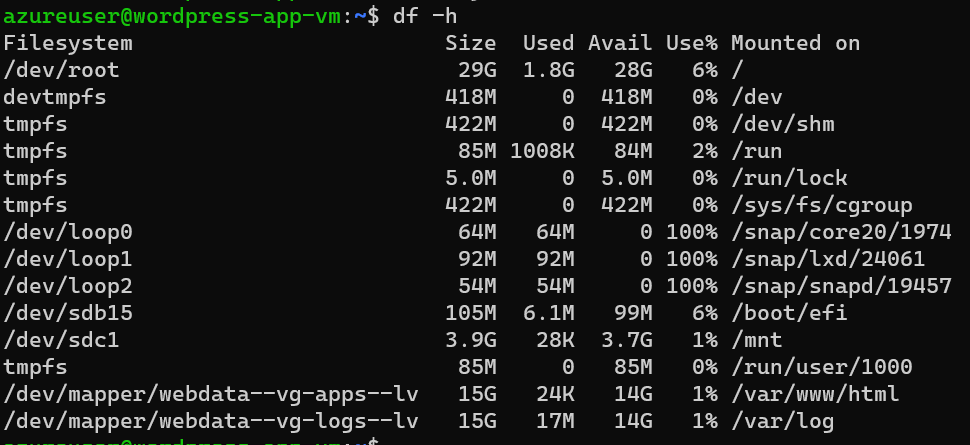 azureuser@wordpress-app-vm:~$ df -h
Filesystem Size Used Avail Use% Mounted on
/dev/root 29G 1.8G 28G 6% /
devtmpfs 418M 0 418M 0% /dev
tmpfs 422M 0 422M 0% /dev/shm
tmpfs 85M 1008K 84M 2% /run
tmpfs 5.0M 0 5.0M 0% /run/lock
tmpfs 422M 0 422M 0% /sys/fs/cgroup
/dev/loop0 64M 64M 0 100% /snap/core20/1974
/dev/loop1 92M 92M 0 100% /snap/lxd/24061
/dev/loop2 54M 54M 0 100% /snap/snapd/19457
/dev/sdb15 105M 6.1M 99M 6% /boot/efi
/dev/sdc1 3.9G 28K 3.7G 1% /mnt
tmpfs 85M 0 85M 0% /run/user/1000
/dev/mapper/webdata--vg-apps--lv 15G 24K 14G 1% /var/www/html
/dev/mapper/webdata--vg-logs--lv 15G 17M 14G 1% /var/log
azureuser@wordpress-app-vm:~$